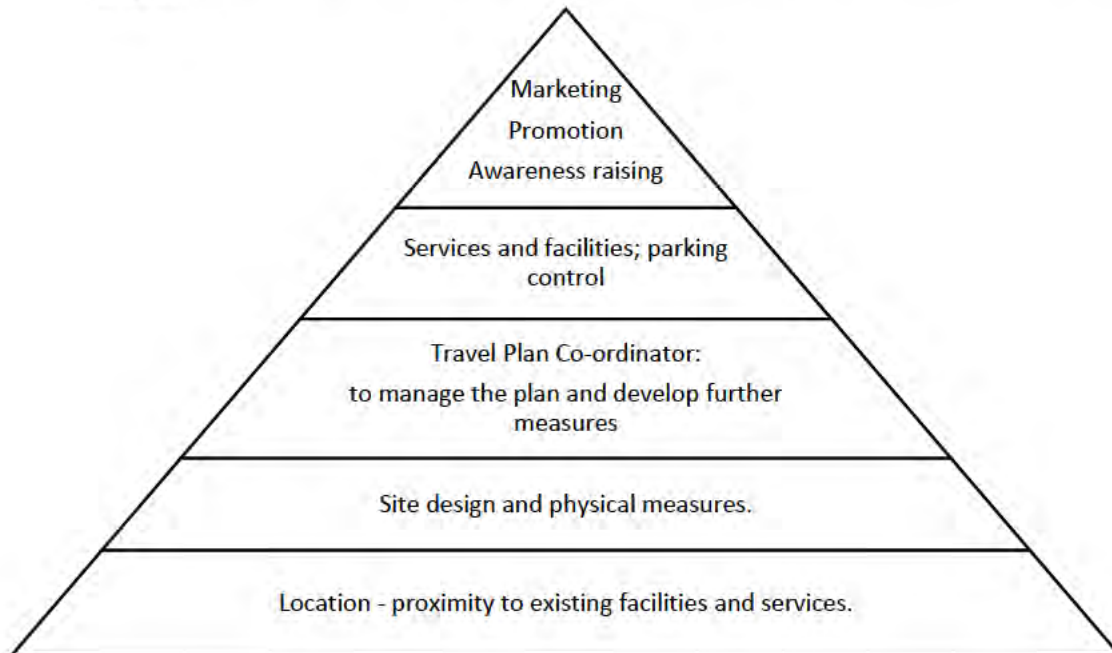 Marketing
Promotion
Awareness raising
Services and facilities; parking
control
Travel Plan Co-ordinator:
to manage the plan and develop further
measures
Site design and physical measures.
Location - proximity to existing facilities and services.